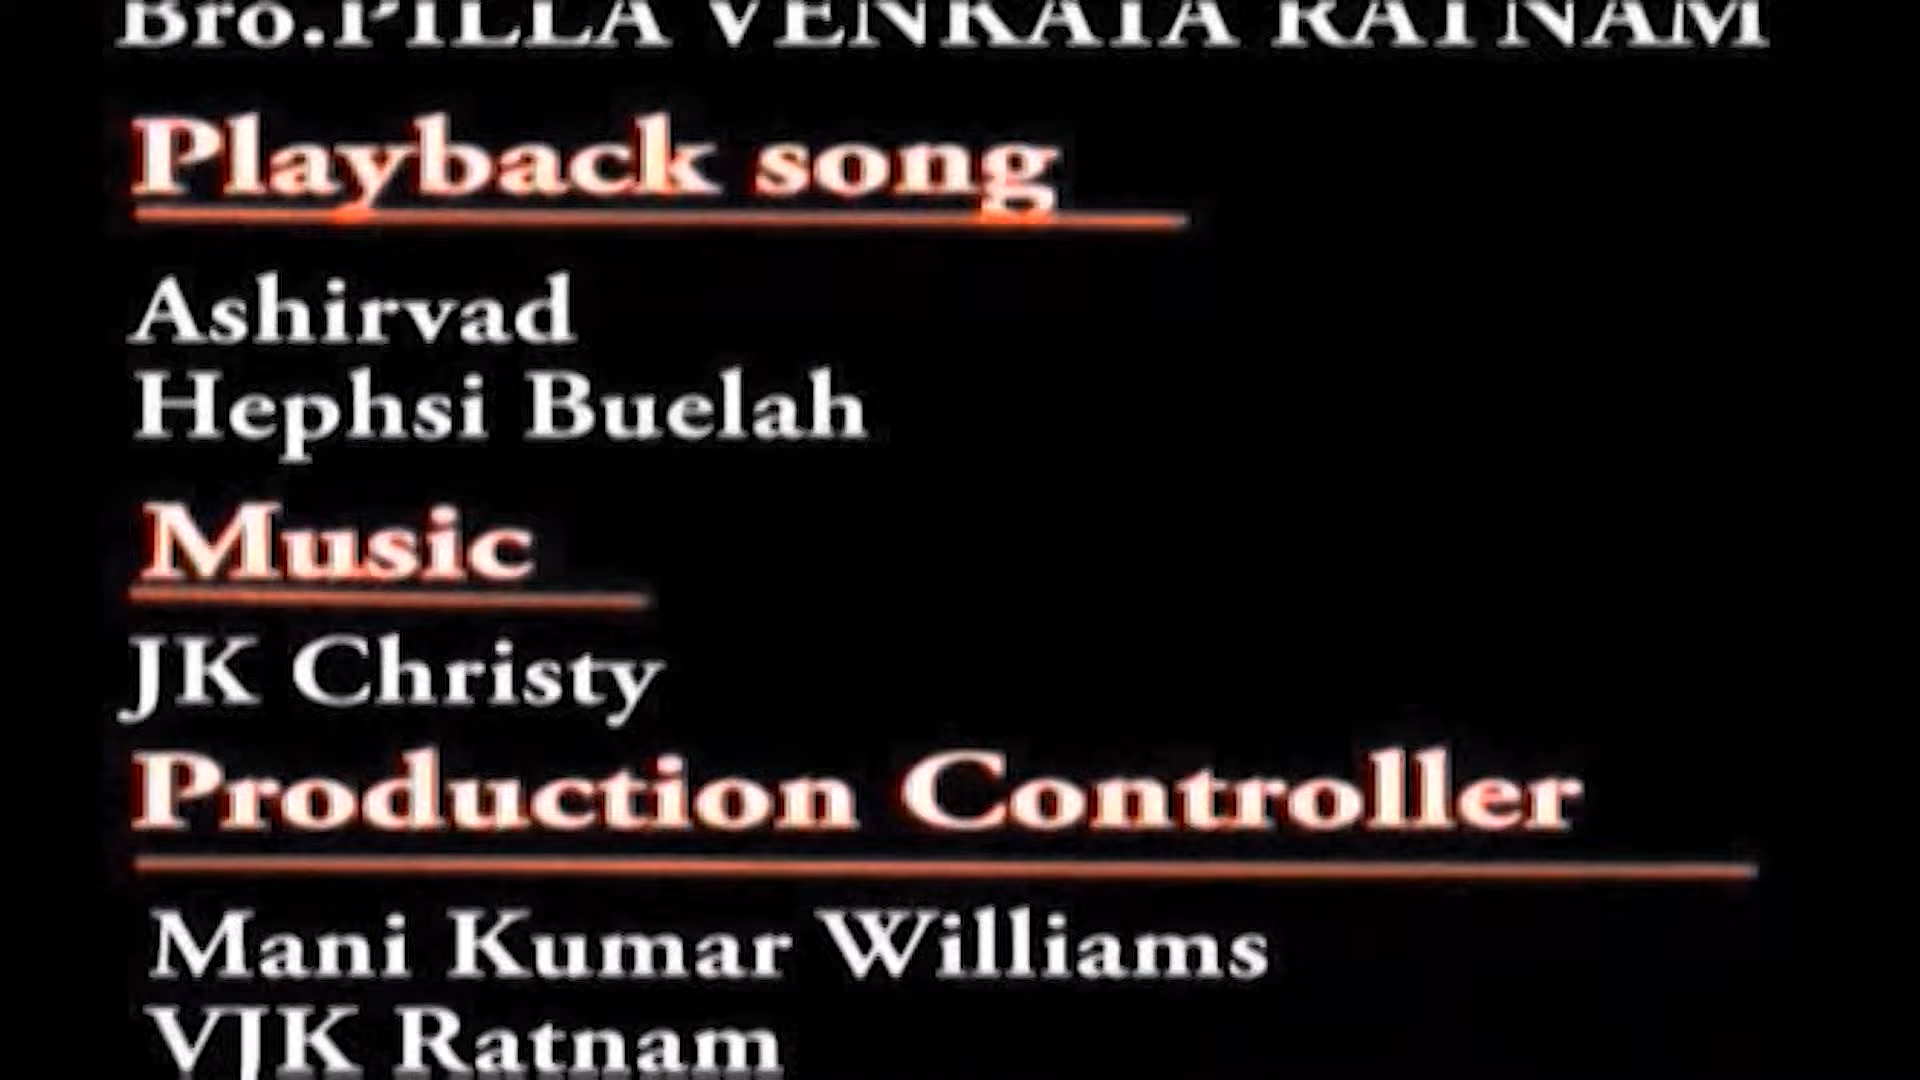 Bro.PILLA VENKATA RATNAM
Playback song
Ashirvad
Hephsi Buelah
Music
JK Christy
Production Controller
Mani Kumar Williams
VJK Ratnam